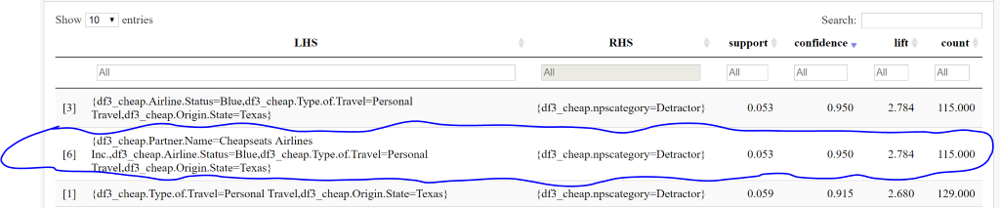 Show 10 entries Search:
LHS RHS support confidence lift count
All All All All All All
[3] {df3_cheap.Airline.Status=Blue,df3_cheap.Type.of.Travel=Personal
Travel,df3_cheap.Origin.State=Texas} {df3_cheap.npscategory=Detractor} 0.053 0.950 2.784 115.000
{df3_cheap.Partner.Name=Cheapseats Airlines
[6] Inc.,df3_cheap.Airline.Status=Blue,df3_cheap.Type.of.Travel=Personal {df3_cheap.npscategory=Detractor} 0.053 0.950 2.784 115.000
Travel,df3_cheap.Origin.State=Texas}
[1] {df3_cheap.Type.of.Travel=Personal Travel,df3_cheap.Origin.State=Texas} {df3_cheap.npscategory=Detractor} 0.059 0.915 2.680 129.000